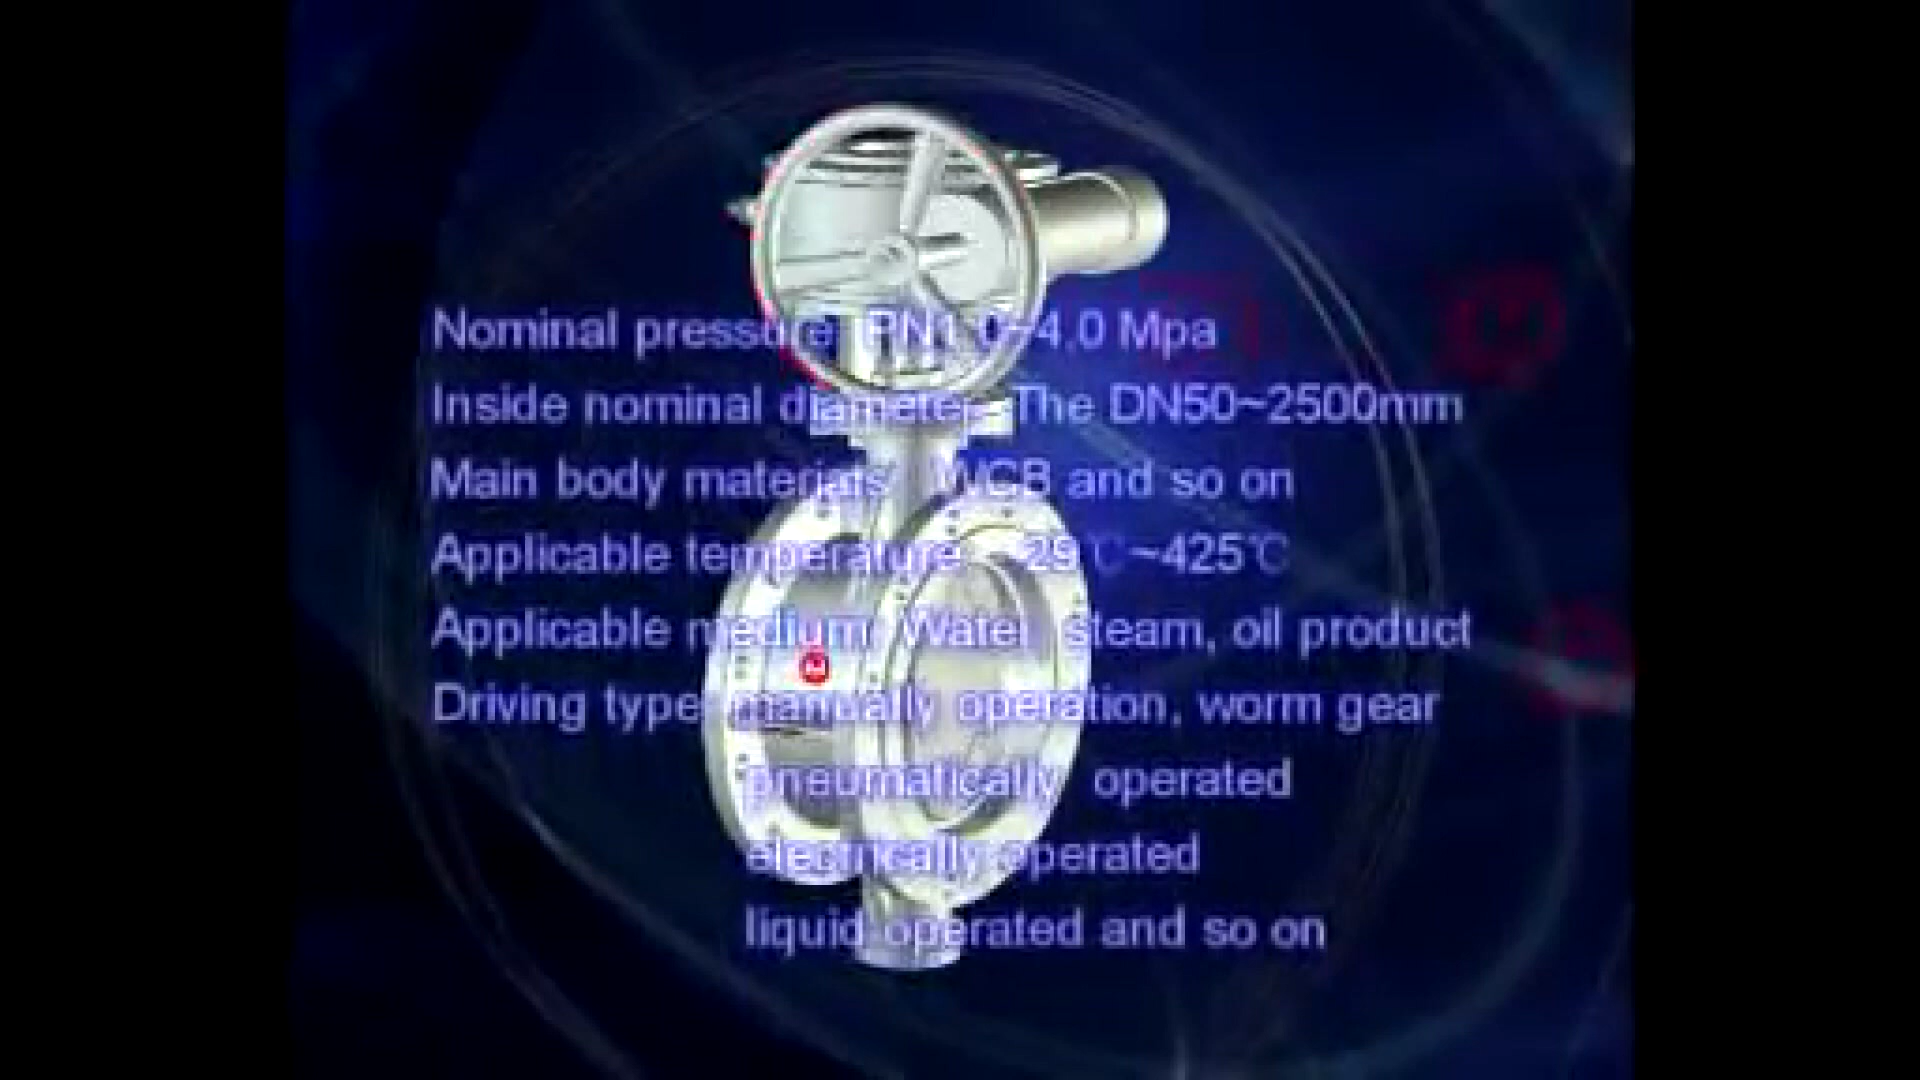 Nominal pressure PN1.0~4.0 Mpa
Inside nominal diameter The DN50~2500mm
Main body materials WCB and so on
Applicable temperature 29℃~425℃
Applicable medium Water steam, oil product
Driving type manually operation, worm gear
pneumatically operated
electrically operated
liquid operated and so on